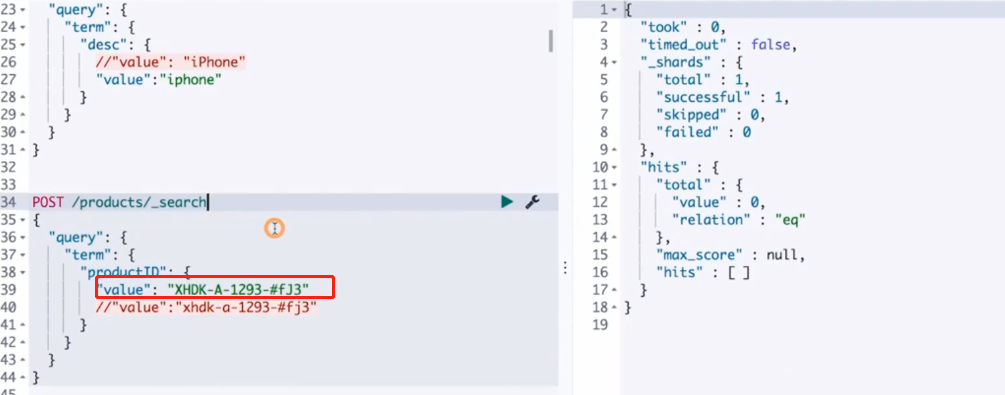 23 "query": {
24 "term": {
25 "desc": {
26 //"value": "iPhone"
27 "value":"iphone"
28 }
29 }
30 }
31 }
32
33
34 POST /products/_search
35 {
36 "query": {
37 "term": {
38 "productID": {
39 "value": "XHDK-A-1293-#fJ3"
40 //"value":"xhdk-a-1293-#fj3"
41 }
42 }
43 }
44 }
45
1 {
2 "took" : 0,
3 "timed_out" : false,
4 "_shards" : {
5 "total" : 1,
6 "successful" : 1,
7 "skipped" : 0,
8 "failed" : 0
9 },
10 "hits" : {
11 "total" : {
12 "value" : 0,
13 "relation" : "eq"
14 },
15 "max_score" : null,
16 "hits" : [ ]
17 }
18 }
19